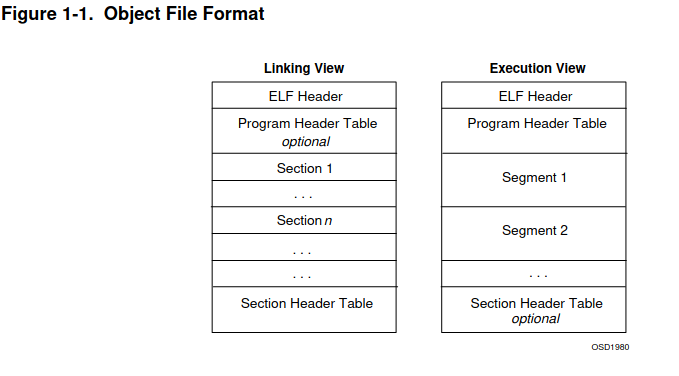 Figure 1-1. Object File Format
Linking View
ELF Header
Program Header Table
optional
Section 1
. . .
Section n
. . .
. . .
Section Header Table
Execution View
ELF Header
Program Header Table
Segment 1
Segment 2
. . .
Section Header Table
optional
OSD1980